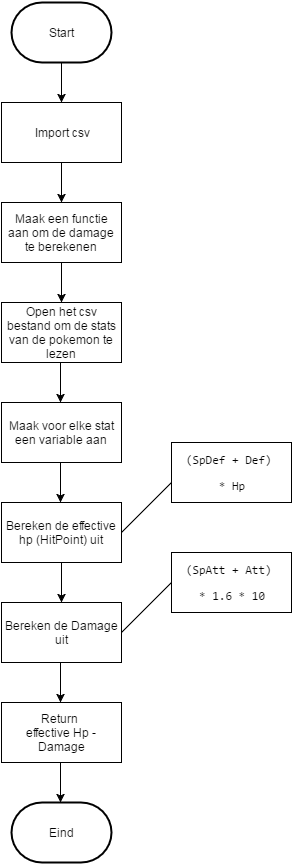 Start
Import csv
Maak een functie
aan om de damage
te berekenen
Open het csv
bestand om de stats
van de pokemon te
lezen
Maak voor elke stat
een variable aan
(SpDef + Def)
* Hp
Bereken de effective
hp (HitPoint) uit
(SpAtt + Att)
* 1.6 * 10
Bereken de Damage
uit
Return
effective Hp -
Damage
Eind